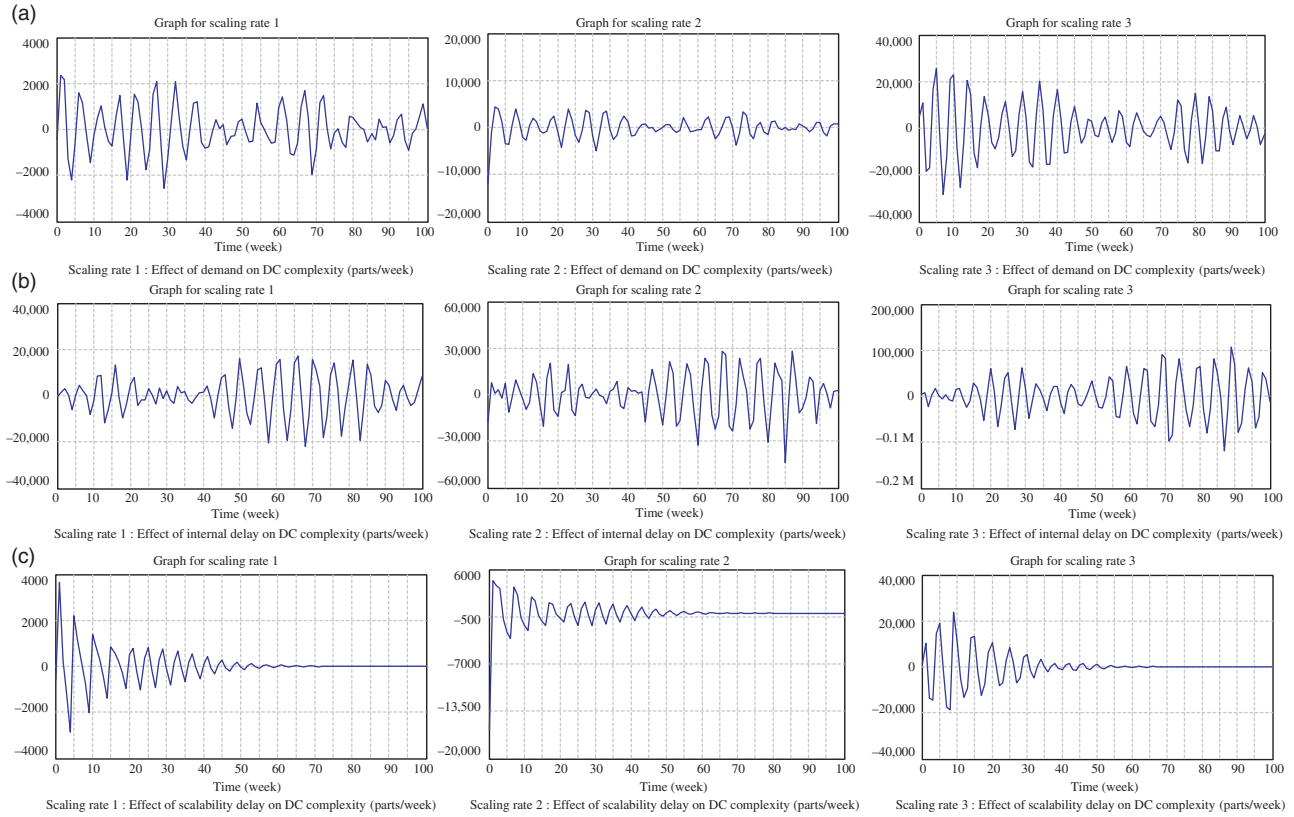 (a)
Graph for scaling rate 1
4000
2000
0
–2000
–4000
0 10 20 30 40 50 60 70 80 90 100
Time (week)
Scaling rate 1 : Effect of demand on DC complexity (parts/week)
Graph for scaling rate 2
20,000
10,000
0
–10,000
–20,000
0 10 20 30 40 50 60 70 80 90 100
Time (week)
Scaling rate 2 : Effect of demand on DC complexity (parts/week)
Graph for scaling rate 3
40,000
20,000
0
–20,000
–40,000
0 10 20 30 40 50 60 70 80 90 100
Time (week)
Scaling rate 3 : Effect of demand on DC complexity (parts/week)
(b)
Graph for scaling rate 1
40,000
20,000
0
–20,000
–40,000
0 10 20 30 40 50 60 70 80 90 100
Time (week)
Scaling rate 1 : Effect of internal delay on DC complexity (parts/week)
Graph for scaling rate 2
60,000
30,000
0
–30,000
–60,000
0 10 20 30 40 50 60 70 80 90 100
Time (week)
Scaling rate 2 : Effect of internal delay on DC complexity (parts/week)
Graph for scaling rate 3
200,000
100,000
0
–0.1 M
–0.2 M
0 10 20 30 40 50 60 70 80 90 100
Time (week)
Scaling rate 3 : Effect of internal delay on DC complexity (parts/week)
(c)
Graph for scaling rate 1
4000
2000
0
–2000
–4000
0 10 20 30 40 50 60 70 80 90 100
Time (week)
Scaling rate 1 : Effect of scalability delay on DC complexity (parts/week)
Graph for scaling rate 2
6000
–500
–7000
–13,500
–20,000
0 10 20 30 40 50 60 70 80 90 100
Time (week)
Scaling rate 2 : Effect of scalability delay on DC complexity (parts/week)
Graph for scaling rate 3
40,000
20,000
0
–20,000
–40,000
0 10 20 30 40 50 60 70 80 90 100
Time (week)
Scaling rate 3 : Effect of scalability delay on DC complexity (parts/week)